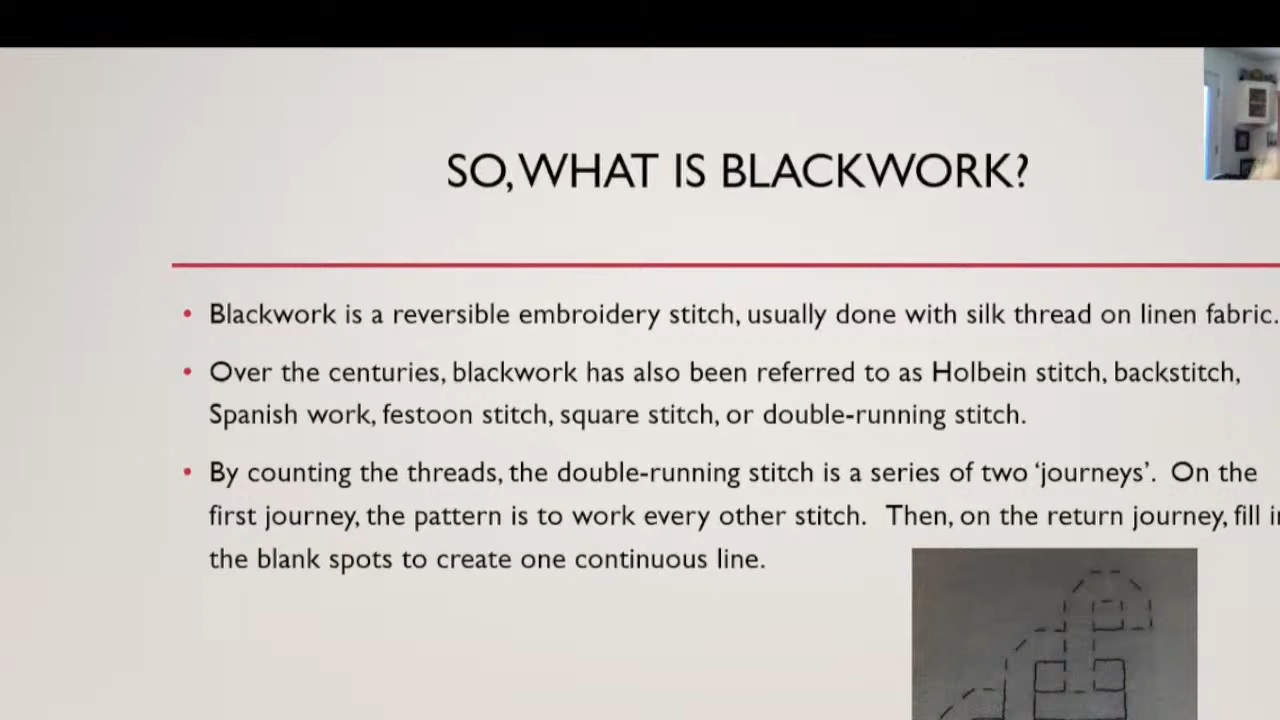 SO, WHAT IS BLACKWORK?
• Blackwork is a reversible embroidery stitch, usually done with silk thread on linen fabric.
• Over the centuries, blackwork has also been referred to as Holbein stitch, backstitch,
Spanish work, festoon stitch, square stitch, or double-running stitch.
• By counting the threads, the double-running stitch is a series of two ‘journeys’. On the
first journey, the pattern is to work every other stitch. Then, on the return journey, fill in
the blank spots to create one continuous line.